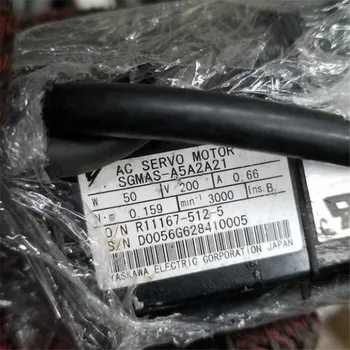 AC SERVO MOTOR
SGMAS-A5A2A21
W 50 V 200 A 0.66
N·m 0.159 min⁻¹ 3000 Ins. B
O/N R11167-512-5
S/N D0056G628410005
YASKAWA ELECTRIC CORPORATION JAPAN